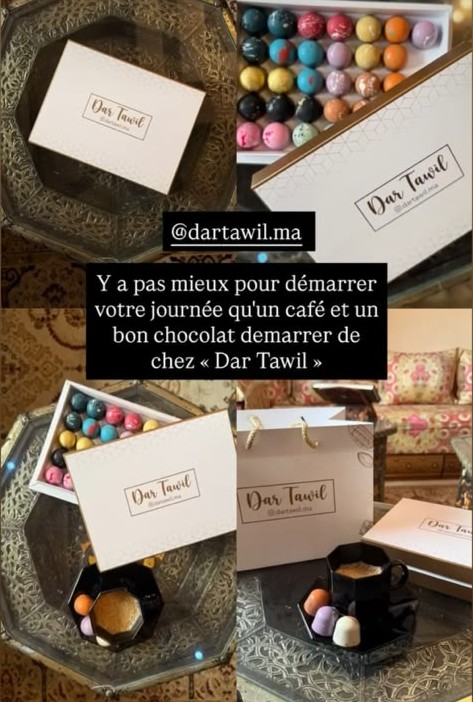 Dar Tawil
@dartawil.ma
Dar Tawil
@dartawil.ma
@dartawil.ma
Y a pas mieux pour démarrer
votre journée qu'un café et un
bon chocolat demarrer de
chez « Dar Tawil »
Dar Tawil
@dartawil.ma
Dar Tawil
@dartawil.ma
Dar Taw